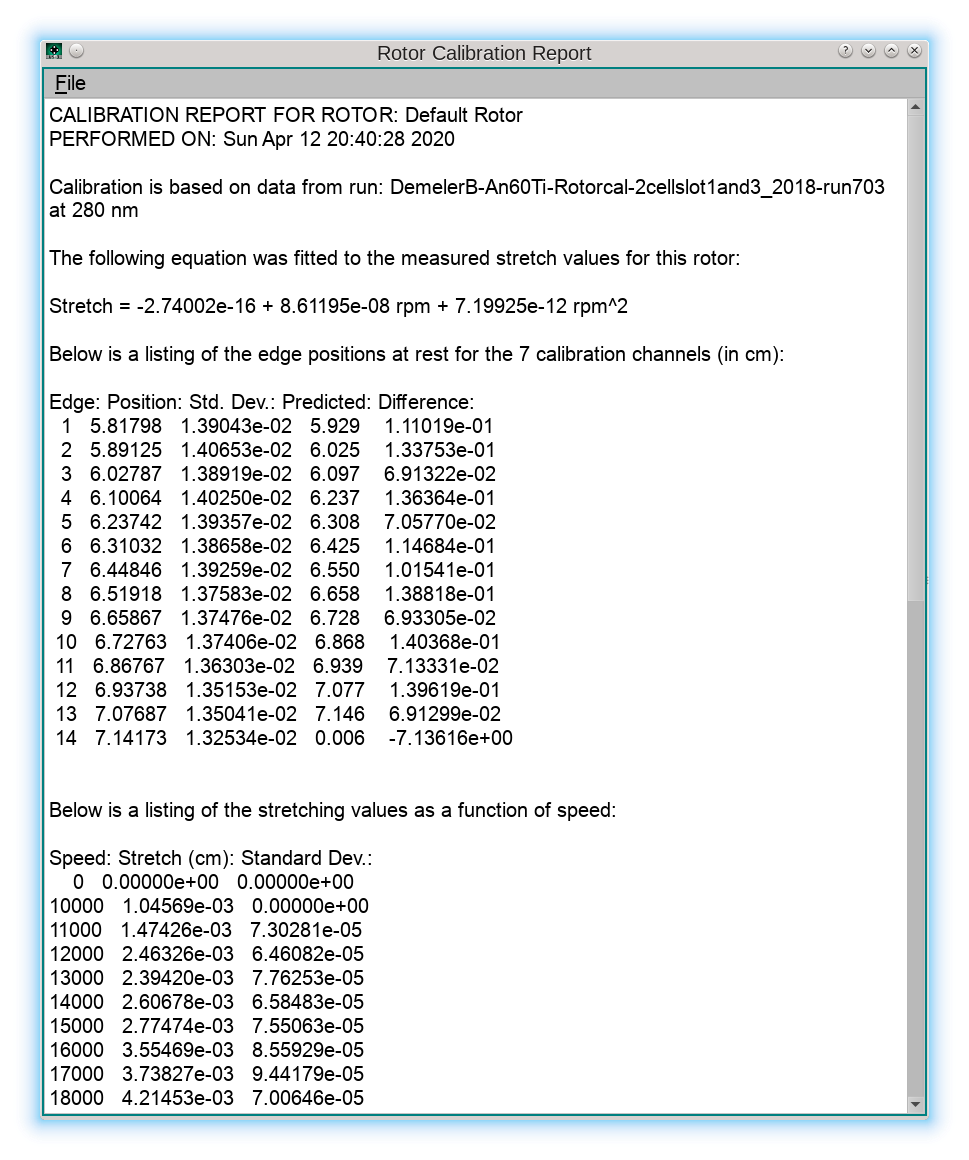 Rotor Calibration Report
File
CALIBRATION REPORT FOR ROTOR: Default Rotor
PERFORMED ON: Sun Apr 12 20:40:28 2020
Calibration is based on data from run: DemelerB-An60Ti-Rotorcal-2cellslot1and3_2018-run703
at 280 nm
The following equation was fitted to the measured stretch values for this rotor:
Stretch = -2.74002e-16 + 8.61195e-08 rpm + 7.19925e-12 rpm^2
Below is a listing of the edge positions at rest for the 7 calibration channels (in cm):
Edge: Position: Std. Dev.: Predicted: Difference:
1 5.81798 1.39043e-02 5.929 1.11019e-01
2 5.89125 1.40653e-02 6.025 1.33753e-01
3 6.02787 1.38919e-02 6.097 6.91322e-02
4 6.10064 1.40250e-02 6.237 1.36364e-01
5 6.23742 1.39357e-02 6.308 7.05770e-02
6 6.31032 1.38658e-02 6.425 1.14684e-01
7 6.44846 1.39259e-02 6.550 1.01541e-01
8 6.51918 1.37583e-02 6.658 1.38818e-01
9 6.65867 1.37476e-02 6.728 6.93305e-02
10 6.72763 1.37406e-02 6.868 1.40368e-01
11 6.86767 1.36303e-02 6.939 7.13331e-02
12 6.93738 1.35153e-02 7.077 1.39619e-01
13 7.07687 1.35041e-02 7.146 6.91299e-02
14 7.14173 1.32534e-02 0.006 -7.13616e+00
Below is a listing of the stretching values as a function of speed:
Speed: Stretch (cm): Standard Dev.:
0 0.00000e+00 0.00000e+00
10000 1.04569e-03 0.00000e+00
11000 1.47426e-03 7.30281e-05
12000 2.46326e-03 6.46082e-05
13000 2.39420e-03 7.76253e-05
14000 2.60678e-03 6.58483e-05
15000 2.77474e-03 7.55063e-05
16000 3.55469e-03 8.55929e-05
17000 3.73827e-03 9.44179e-05
18000 4.21453e-03 7.00646e-05